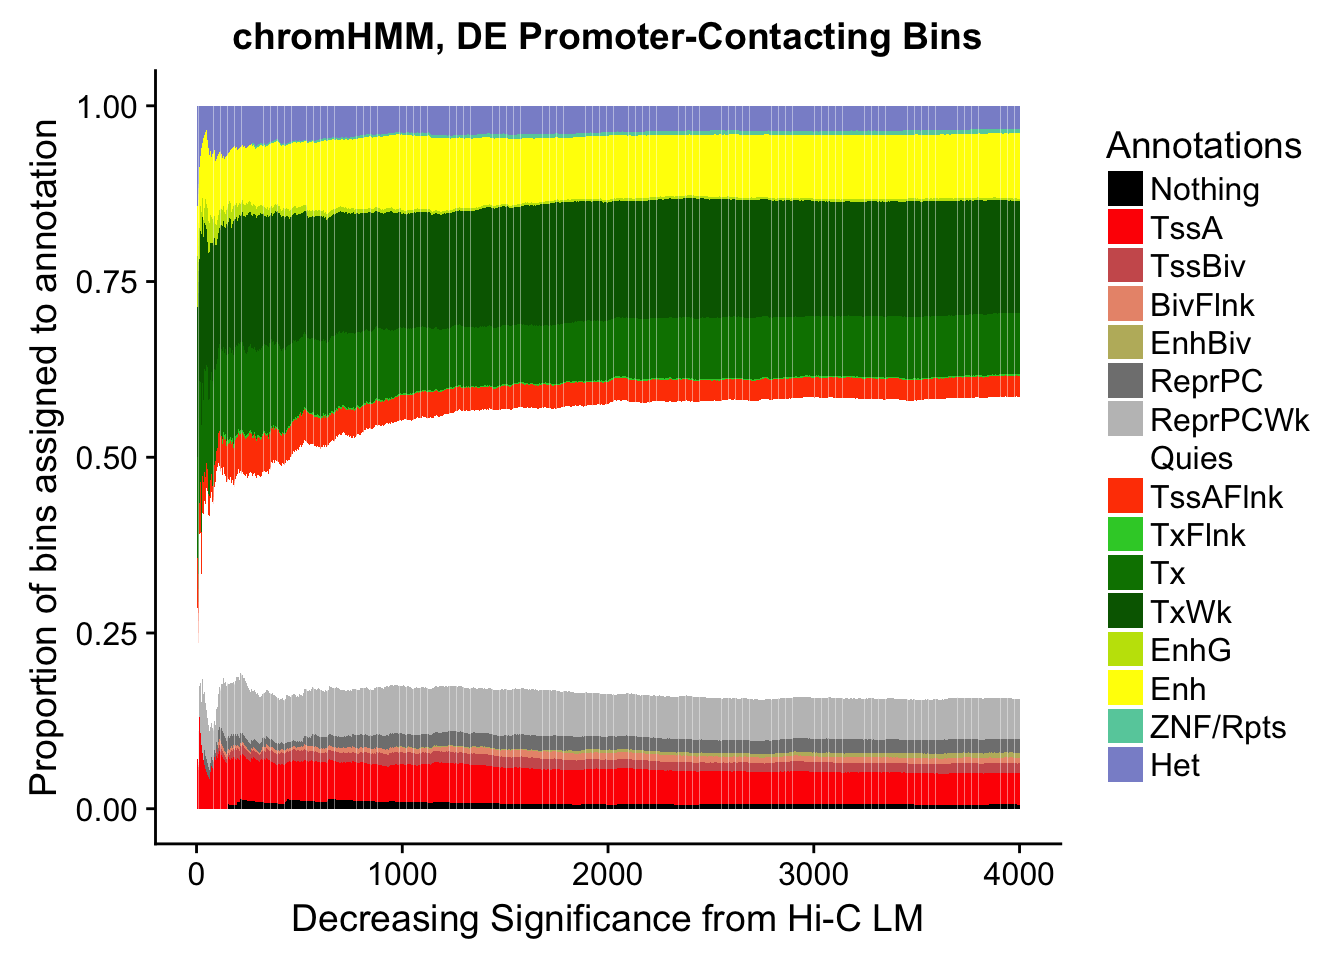 chromHMM, DE Promoter-Contacting Bins
Proportion of bins assigned to annotation
1.00
0.75
0.50
0.25
0.00
0
1000
2000
3000
4000
Decreasing Significance from Hi-C LM
Annotations
Nothing
TssA
TssBiv
BivFlnk
EnhBiv
ReprPC
ReprPCWk
Quies
TssAFlnk
TxFlnk
Tx
TxWk
EnhG
Enh
ZNF/Rpts
Het